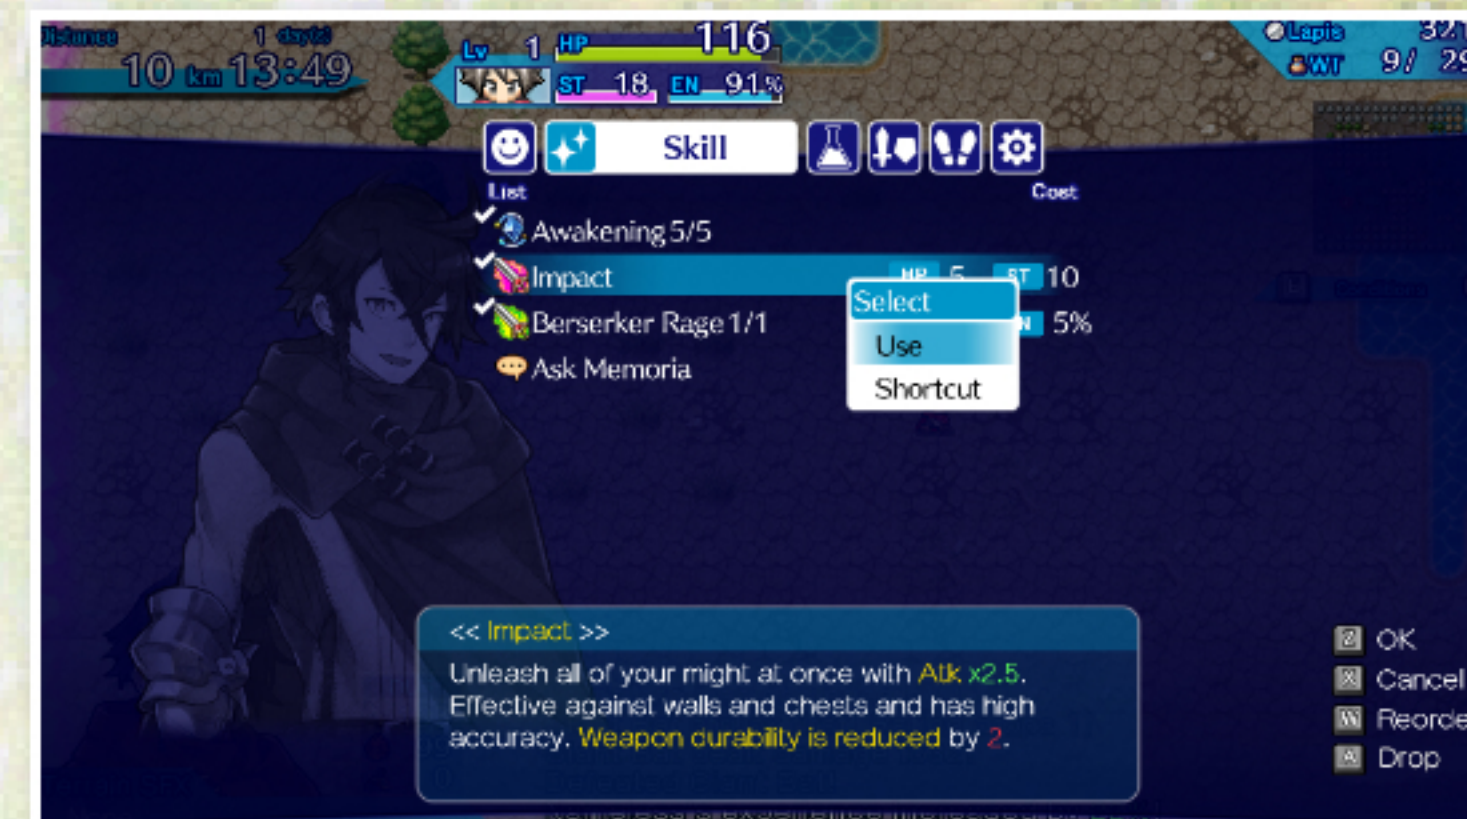 Distance
1 day(s)
10 km 13:49
Lv 1 HP 116
ST 18 EN 91%
Lapis
WT 9/ 29
Skill
List
Cost
Awakening 5/5
Impact HP 5 ST 10
Berserker Rage 1/1 5%
Ask Memoria
Select
Use
Shortcut
<< Impact >>
Unleash all of your might at once with Atk x2.5.
Effective against walls and chests and has high
accuracy. Weapon durability is reduced by 2.
Z OK
X Cancel
W Reorde
A Drop